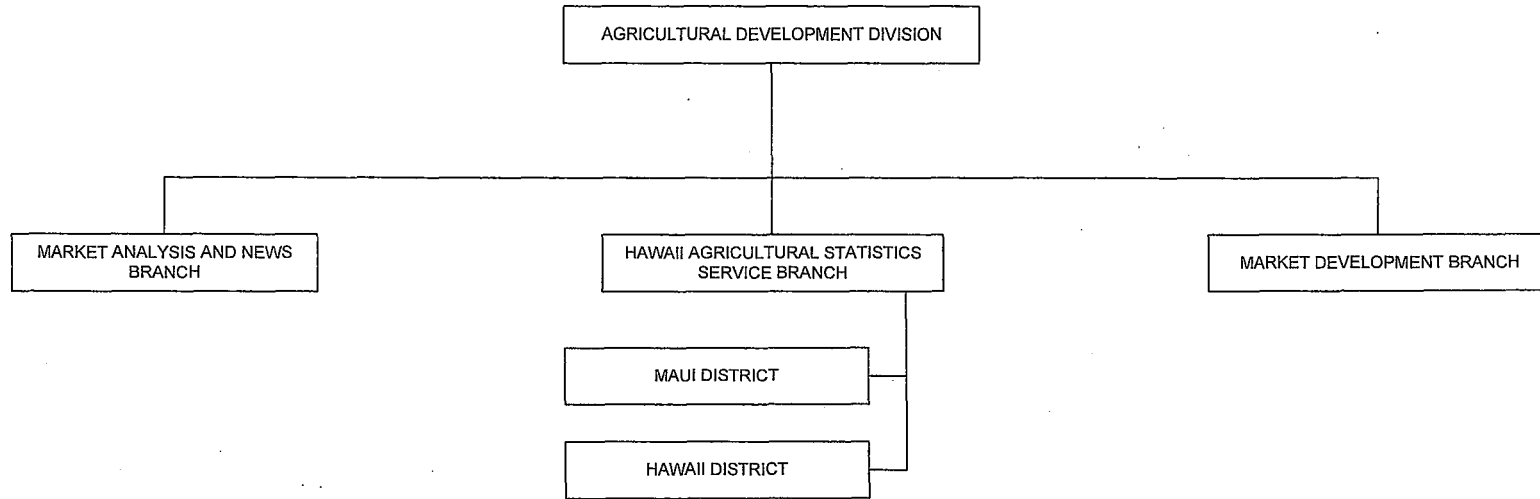 AGRICULTURAL DEVELOPMENT DIVISION
MARKET ANALYSIS AND NEWS
BRANCH
HAWAII AGRICULTURAL STATISTICS
SERVICE BRANCH
MARKET DEVELOPMENT BRANCH
MAUI DISTRICT
HAWAII DISTRICT